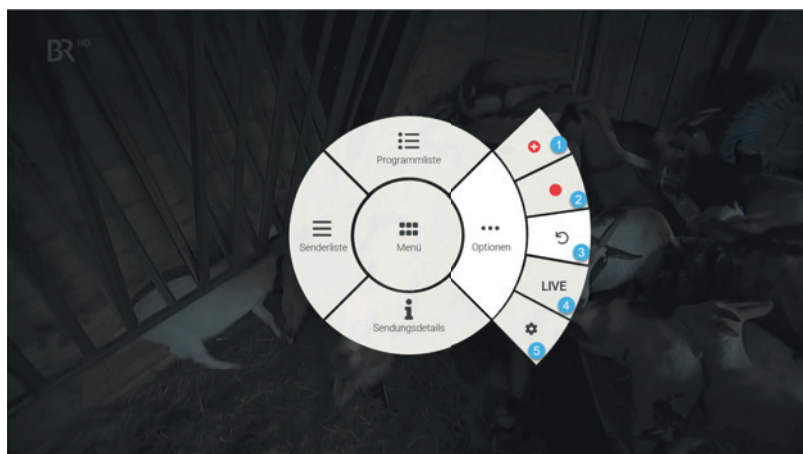 BR HD
Programmliste
1
2
Senderliste
Menü
Optionen
3
LIVE
4
Sendungsdetails
5